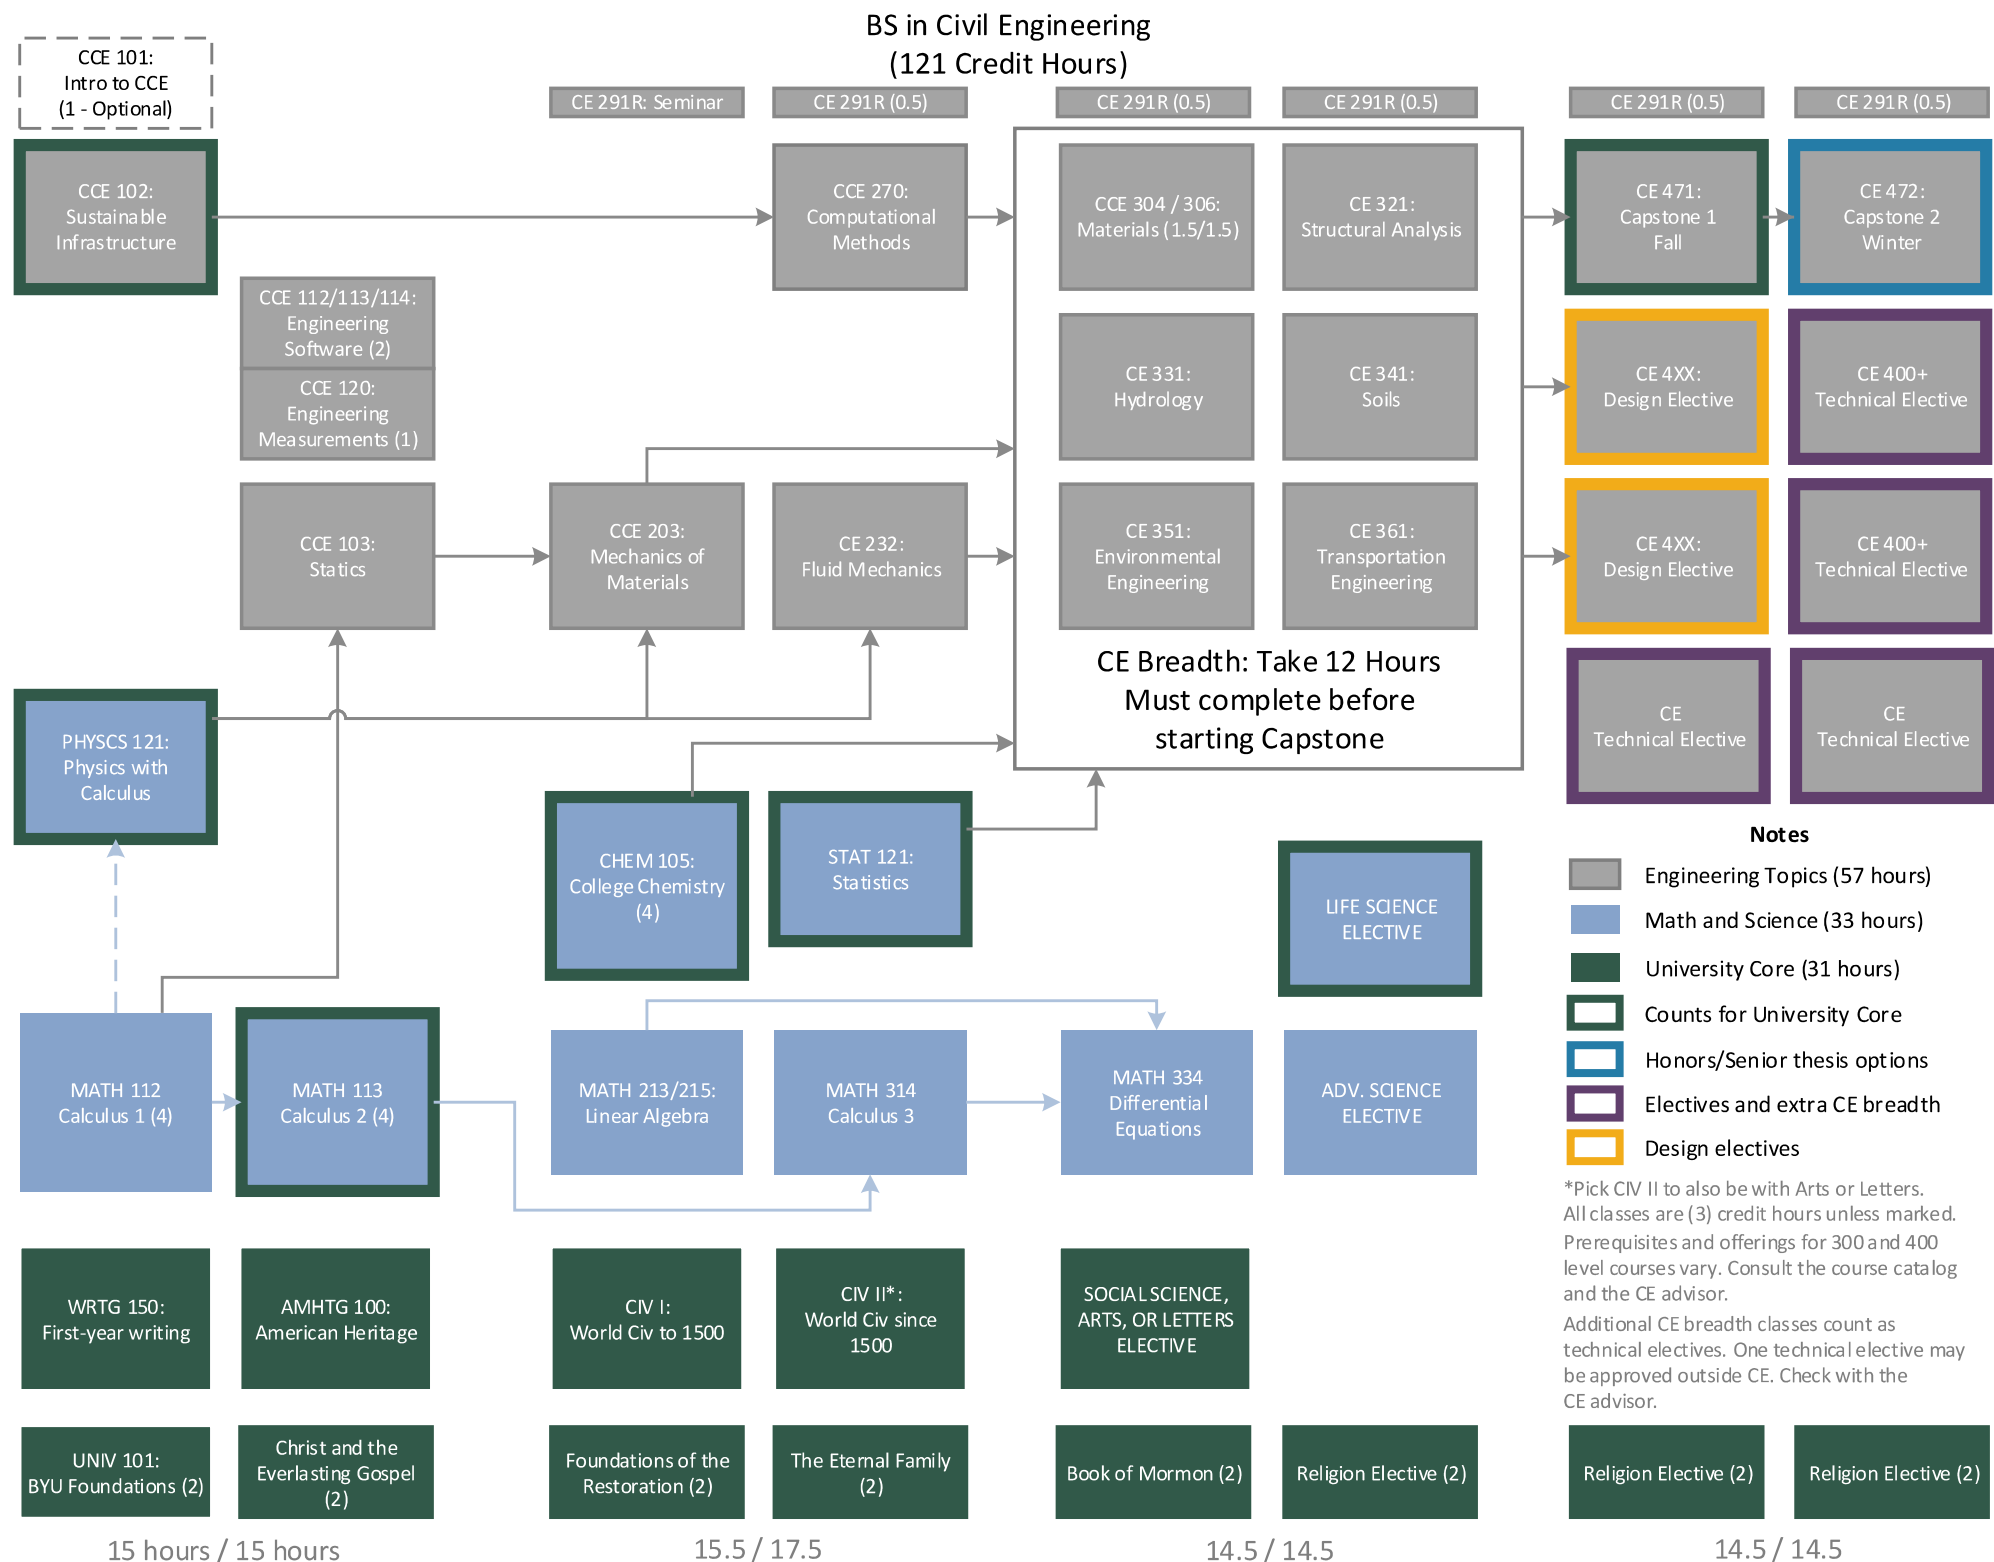 BS in Civil Engineering
(121 Credit Hours)
CCE 101:
Intro to CCE
(1 - Optional)
CE 291R: Seminar
CE 291R (0.5)
CE 291R (0.5)
CE 291R (0.5)
CE 291R (0.5)
CE 291R (0.5)
CCE 102:
Sustainable
Infrastructure
CCE 270:
Computational
Methods
CCE 304 / 306:
Materials (1.5/1.5)
CE 321:
Structural Analysis
CE 471:
Capstone 1
Fall
CE 472:
Capstone 2
Winter
CCE 112/113/114:
Engineering
Software (2)
CCE 120:
Engineering
Measurements (1)
CE 331:
Hydrology
CE 341:
Soils
CE 4XX:
Design Elective
CE 400+
Technical Elective
CCE 103:
Statics
CCE 203:
Mechanics of
Materials
CE 232:
Fluid Mechanics
CE 351:
Environmental
Engineering
CE 361:
Transportation
Engineering
CE 4XX:
Design Elective
CE 400+
Technical Elective
CE Breadth: Take 12 Hours
Must complete before
starting Capstone
PHYSCS 121:
Physics with
Calculus
CE
Technical Elective
CE
Technical Elective
CHEM 105:
College Chemistry
(4)
STAT 121:
Statistics
LIFE SCIENCE
ELECTIVE
MATH 112
Calculus 1 (4)
MATH 113
Calculus 2 (4)
MATH 213/215:
Linear Algebra
MATH 314
Calculus 3
MATH 334
Differential
Equations
ADV. SCIENCE
ELECTIVE
Notes
Engineering Topics (57 hours)
Math and Science (33 hours)
University Core (31 hours)
Counts for University Core
Honors/Senior thesis options
Electives and extra CE breadth
Design electives
*Pick CIV II to also be with Arts or Letters.
All classes are (3) credit hours unless marked.
Prerequisites and offerings for 300 and 400
level courses vary. Consult the course catalog
and the CE advisor.
Additional CE breadth classes count as
technical electives. One technical elective may
be approved outside CE. Check with the
CE advisor.
WRTG 150:
First-year writing
AMHTG 100:
American Heritage
CIV I:
World Civ to 1500
CIV II*:
World Civ since
1500
SOCIAL SCIENCE,
ARTS, OR LETTERS
ELECTIVE
UNIV 101:
BYU Foundations (2)
Christ and the
Everlasting Gospel
(2)
Foundations of the
Restoration (2)
The Eternal Family
(2)
Book of Mormon (2)
Religion Elective (2)
Religion Elective (2)
Religion Elective (2)
15 hours / 15 hours
15.5 / 17.5
14.5 / 14.5
14.5 / 14.5